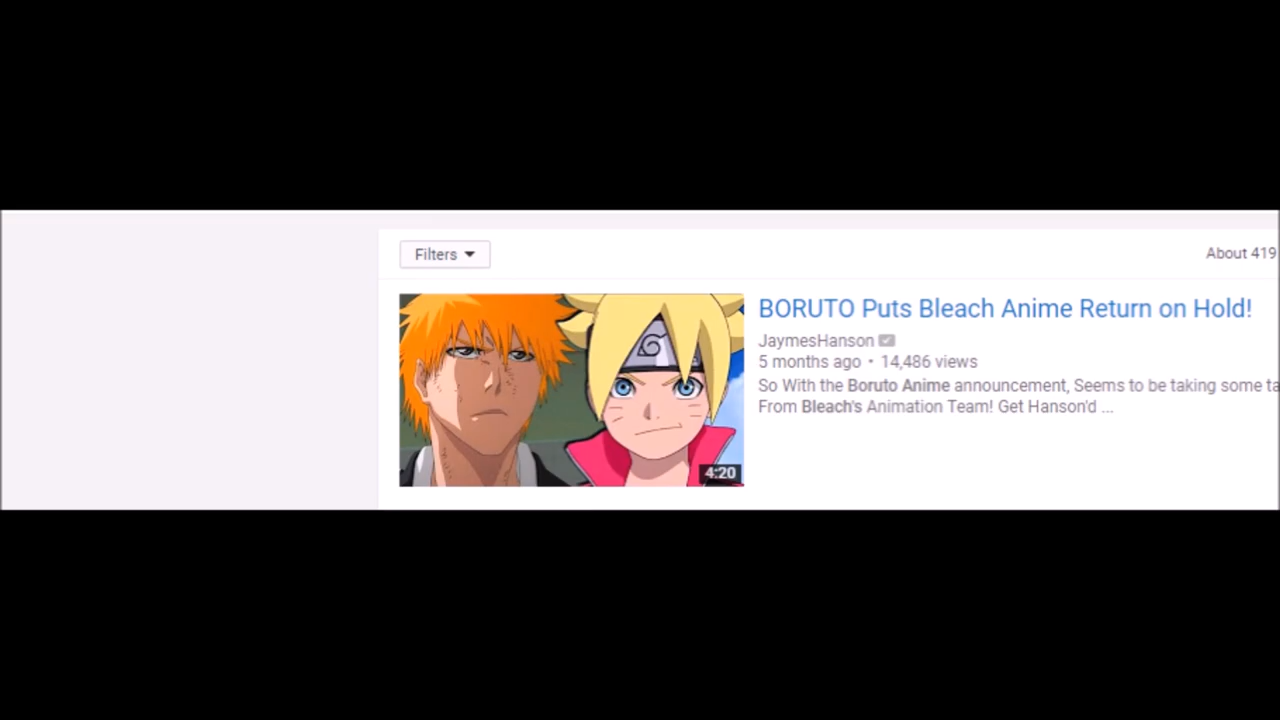 Filters
About 419
BORUTO Puts Bleach Anime Return on Hold!
JaymesHanson
5 months ago • 14,486 views
So With the Boruto Anime announcement, Seems to be taking some ta
From Bleach's Animation Team! Get Hanson'd ...
4:20